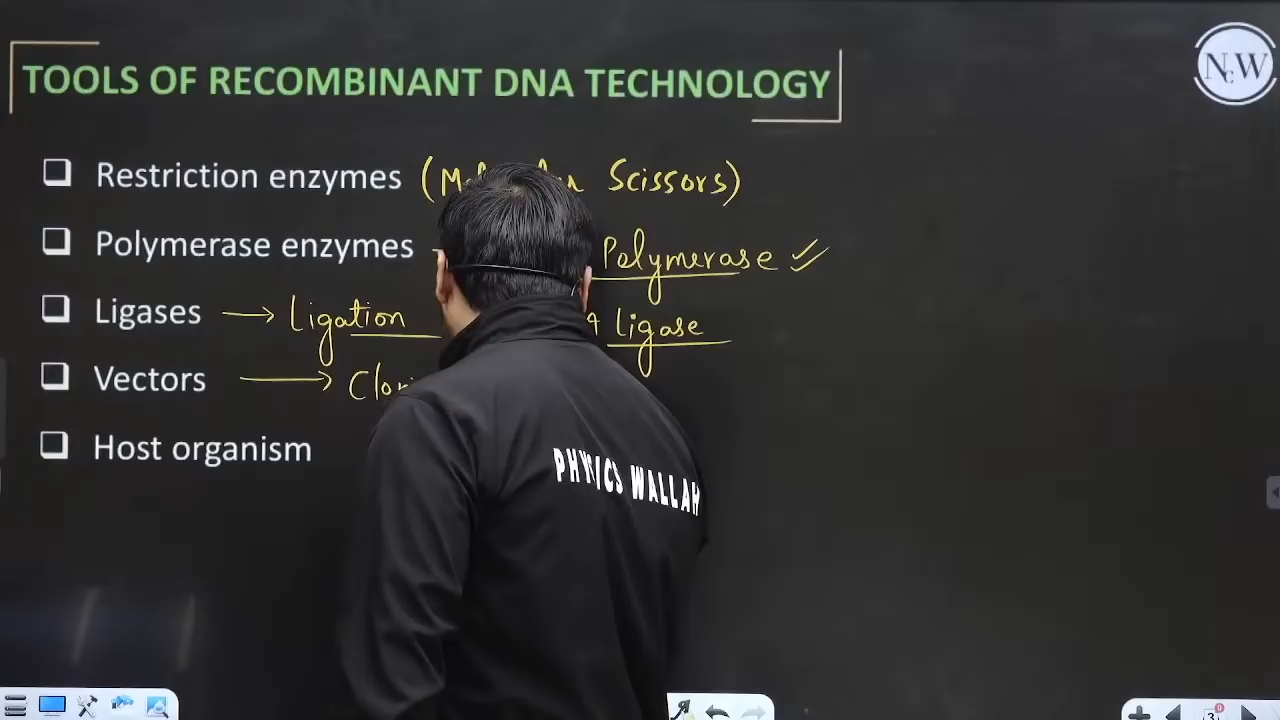 NcW
TOOLS OF RECOMBINANT DNA TECHNOLOGY
Restriction enzymes ( Scissors)
Polymerase enzymes Polymerase
Ligases → Ligation ligase
Vectors →
Host organism
PHYSICS WALLAH